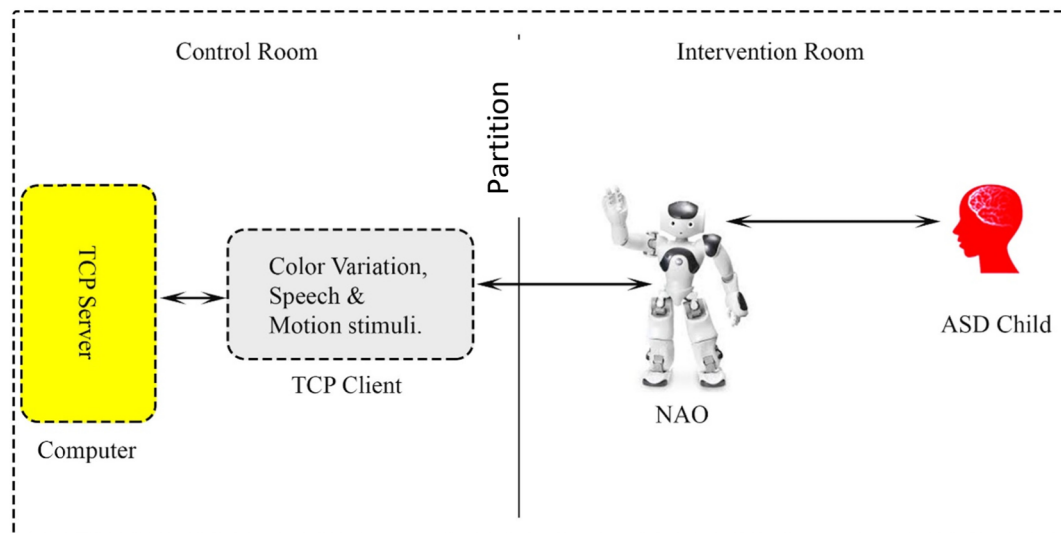 Control Room
Intervention Room
Partition
TCP Server
Color Variation,
Speech &
Motion stimuli.
TCP Client
Computer
NAO
ASD Child